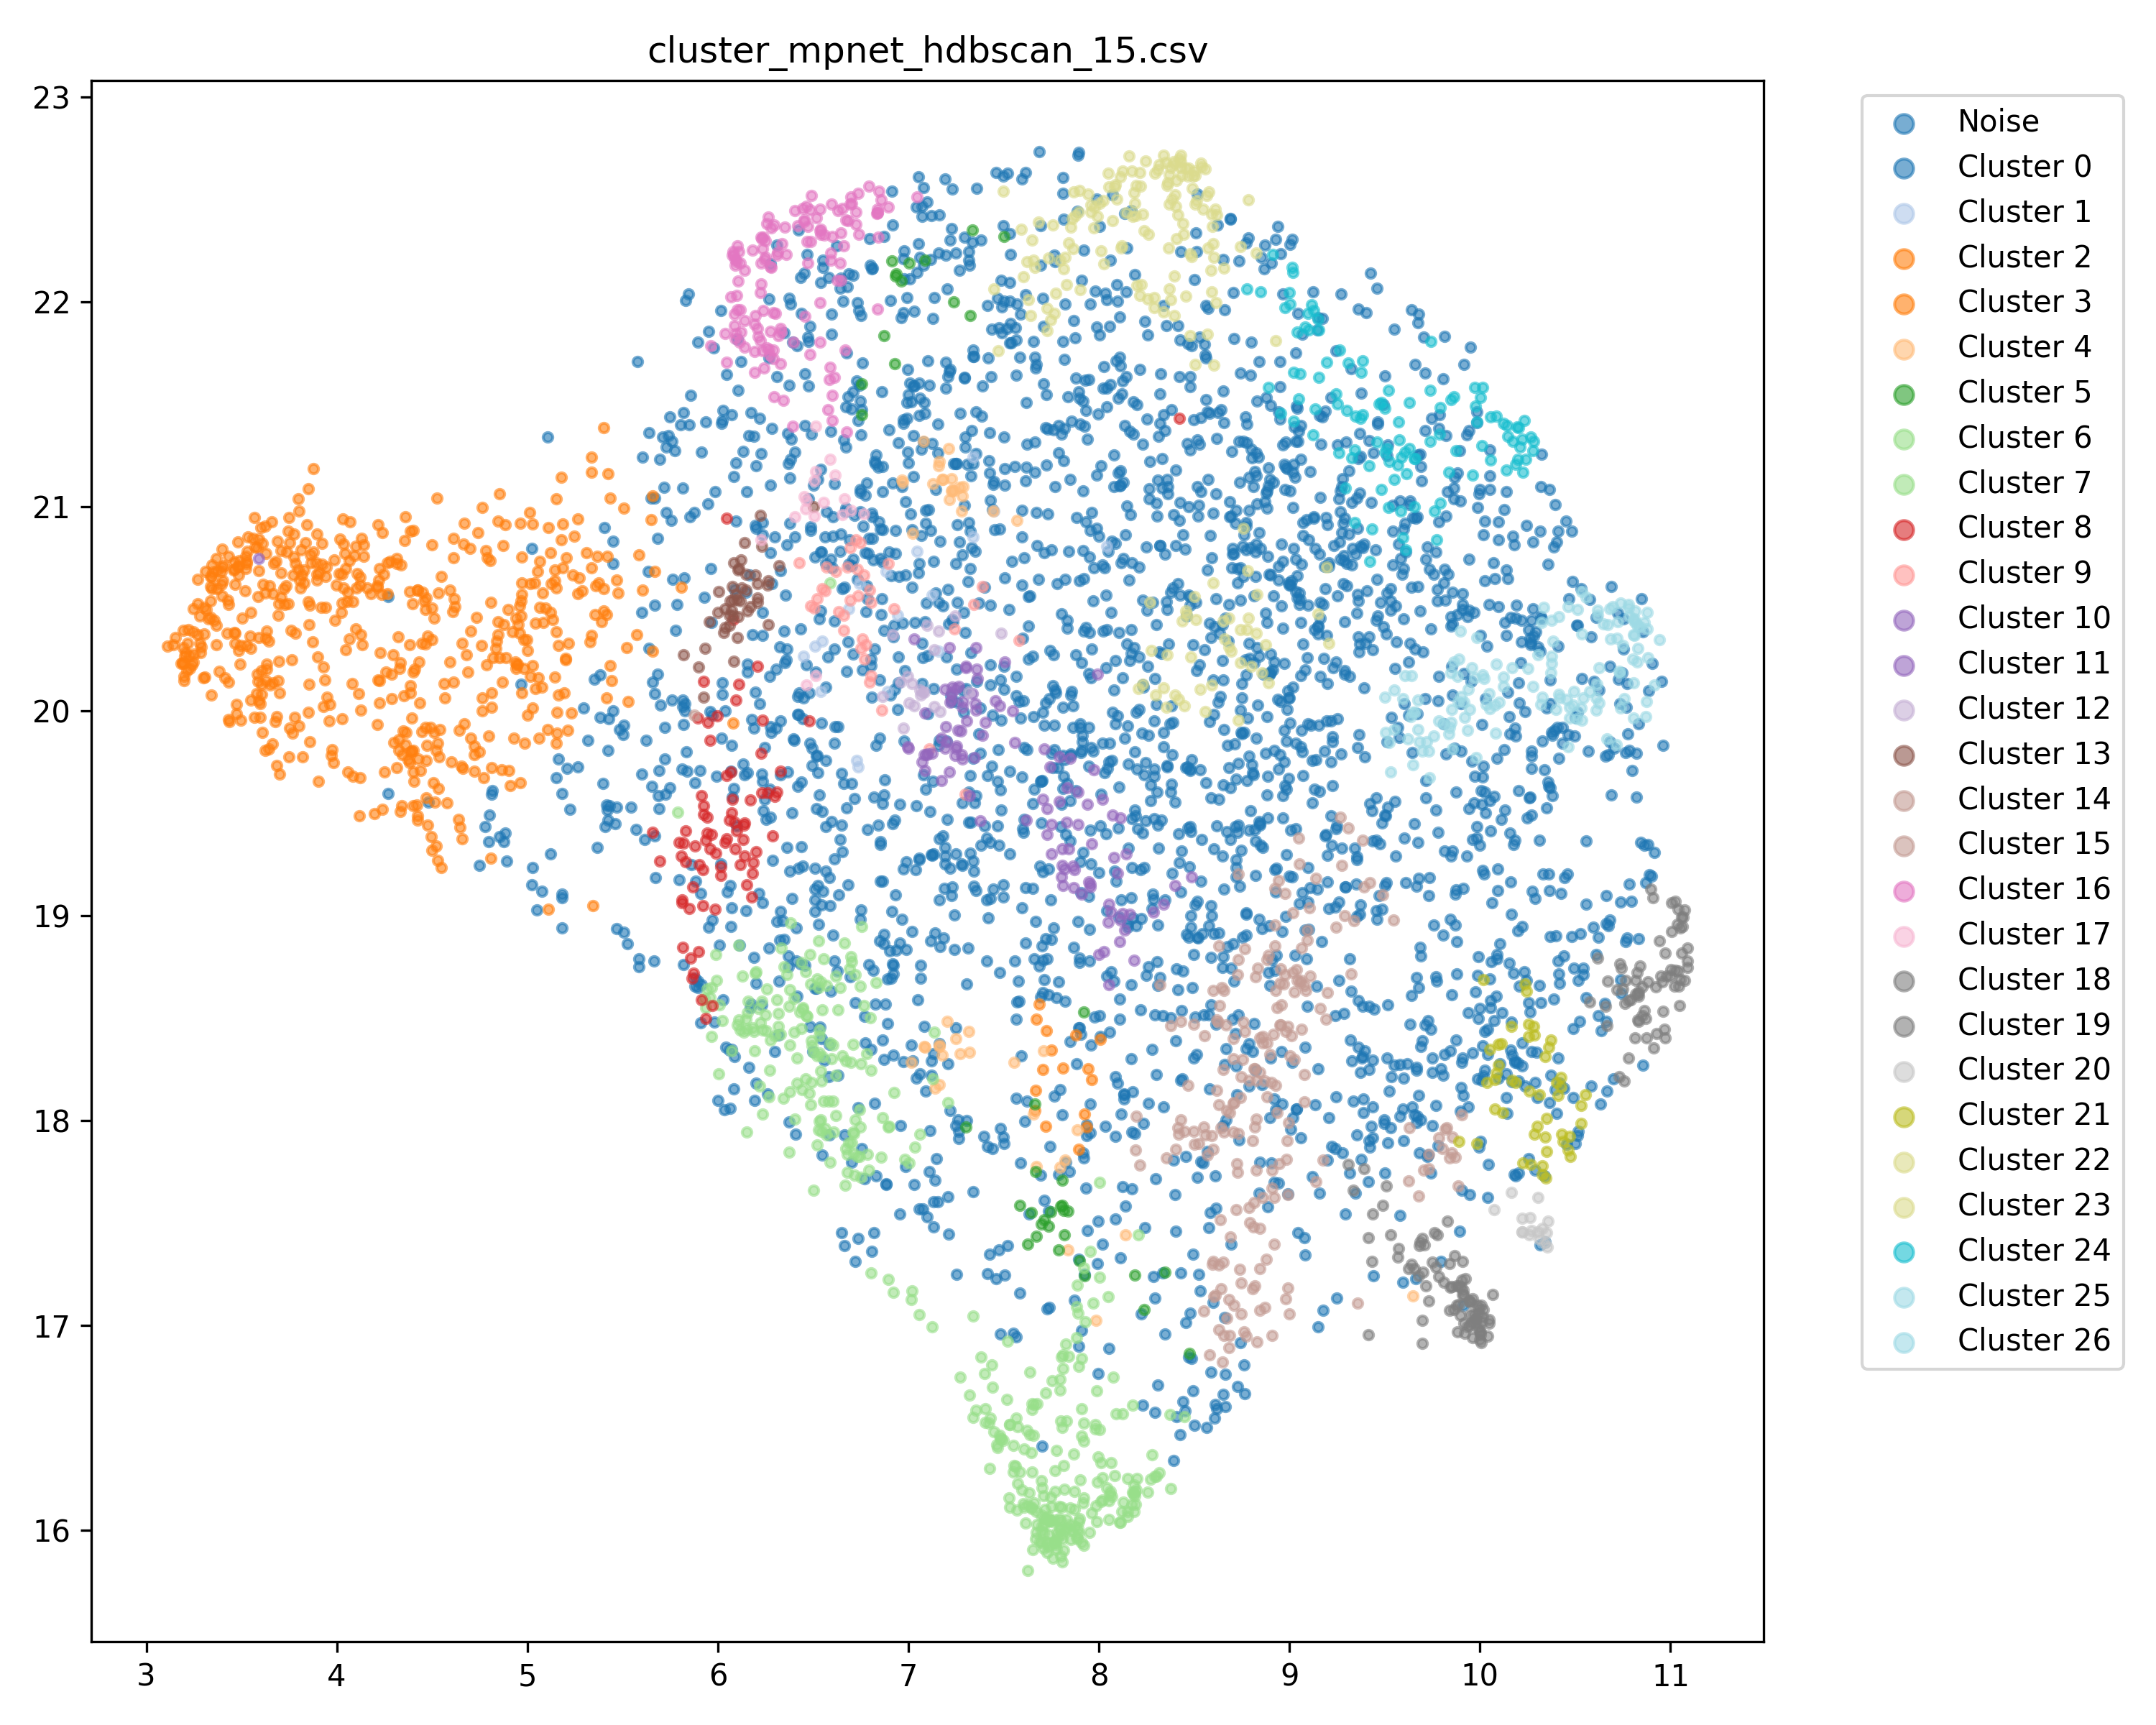 cluster_mpnet_hdbscan_15.csv
23
22
21
20
19
18
17
16
3 4 5 6 7 8 9 10 11
Noise
Cluster 0
Cluster 1
Cluster 2
Cluster 3
Cluster 4
Cluster 5
Cluster 6
Cluster 7
Cluster 8
Cluster 9
Cluster 10
Cluster 11
Cluster 12
Cluster 13
Cluster 14
Cluster 15
Cluster 16
Cluster 17
Cluster 18
Cluster 19
Cluster 20
Cluster 21
Cluster 22
Cluster 23
Cluster 24
Cluster 25
Cluster 26